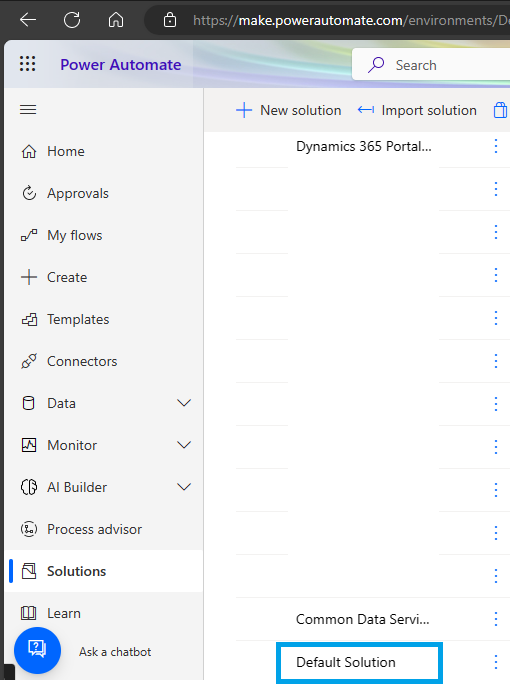 https://make.powerautomate.com/environments/De
Power Automate
Search
New solution
Import solution
Home
Approvals
My flows
Create
Templates
Connectors
Data
Monitor
AI Builder
Process advisor
Solutions
Learn
Ask a chatbot
Dynamics 365 Portal...
Common Data Servi...
Default Solution